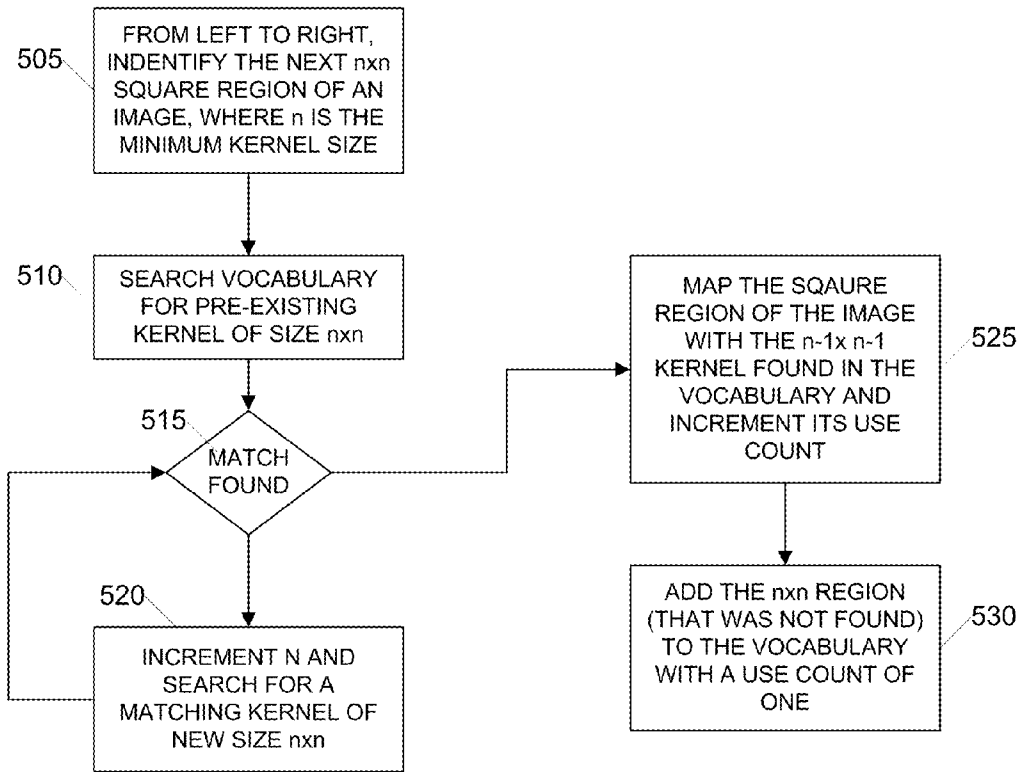 505
FROM LEFT TO RIGHT,
INDENTIFY THE NEXT nxn
SQUARE REGION OF AN
IMAGE, WHERE n IS THE
MINIMUM KERNEL SIZE
510
SEARCH VOCABULARY
FOR PRE-EXISTING
KERNEL OF SIZE nxn
515
MATCH
FOUND
520
INCREMENT N AND
SEARCH FOR A
MATCHING KERNEL OF
NEW SIZE nxn
MAP THE SQAURE
REGION OF THE IMAGE
WITH THE n-1x n-1
KERNEL FOUND IN THE
VOCABULARY AND
INCREMENT ITS USE
COUNT
525
ADD THE nxn REGION
(THAT WAS NOT FOUND)
TO THE VOCABULARY
WITH A USE COUNT OF
ONE
530